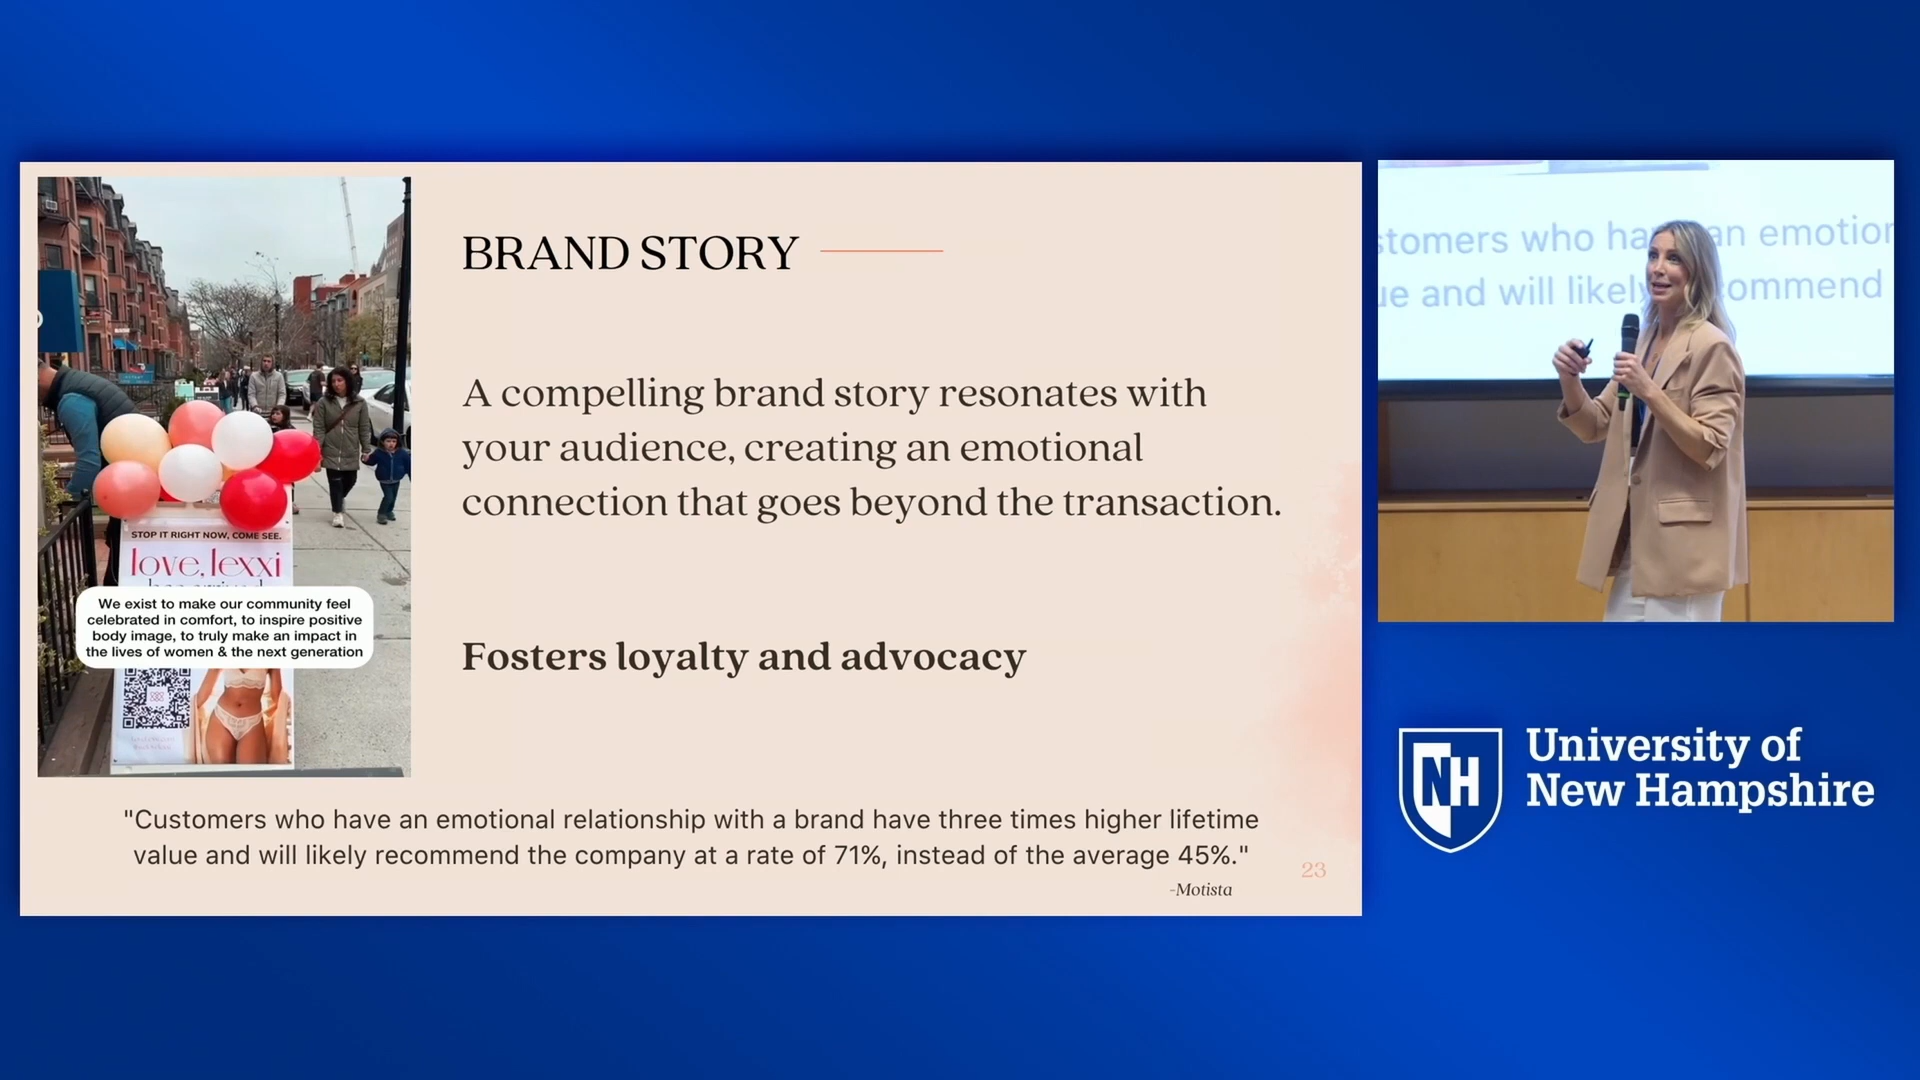 BRAND STORY
A compelling brand story resonates with
your audience, creating an emotional
connection that goes beyond the transaction.
Fosters loyalty and advocacy
STOP IT RIGHT NOW, COME SEE.
love, lexxi
We exist to make our community feel
celebrated in comfort, to inspire positive
body image, to truly make an impact in
the lives of women & the next generation
"Customers who have an emotional relationship with a brand have three times higher lifetime
value and will likely recommend the company at a rate of 71%, instead of the average 45%."
-Motista
23
stomers who ha an emotion
ue and will likely commend
NH
University of
New Hampshire